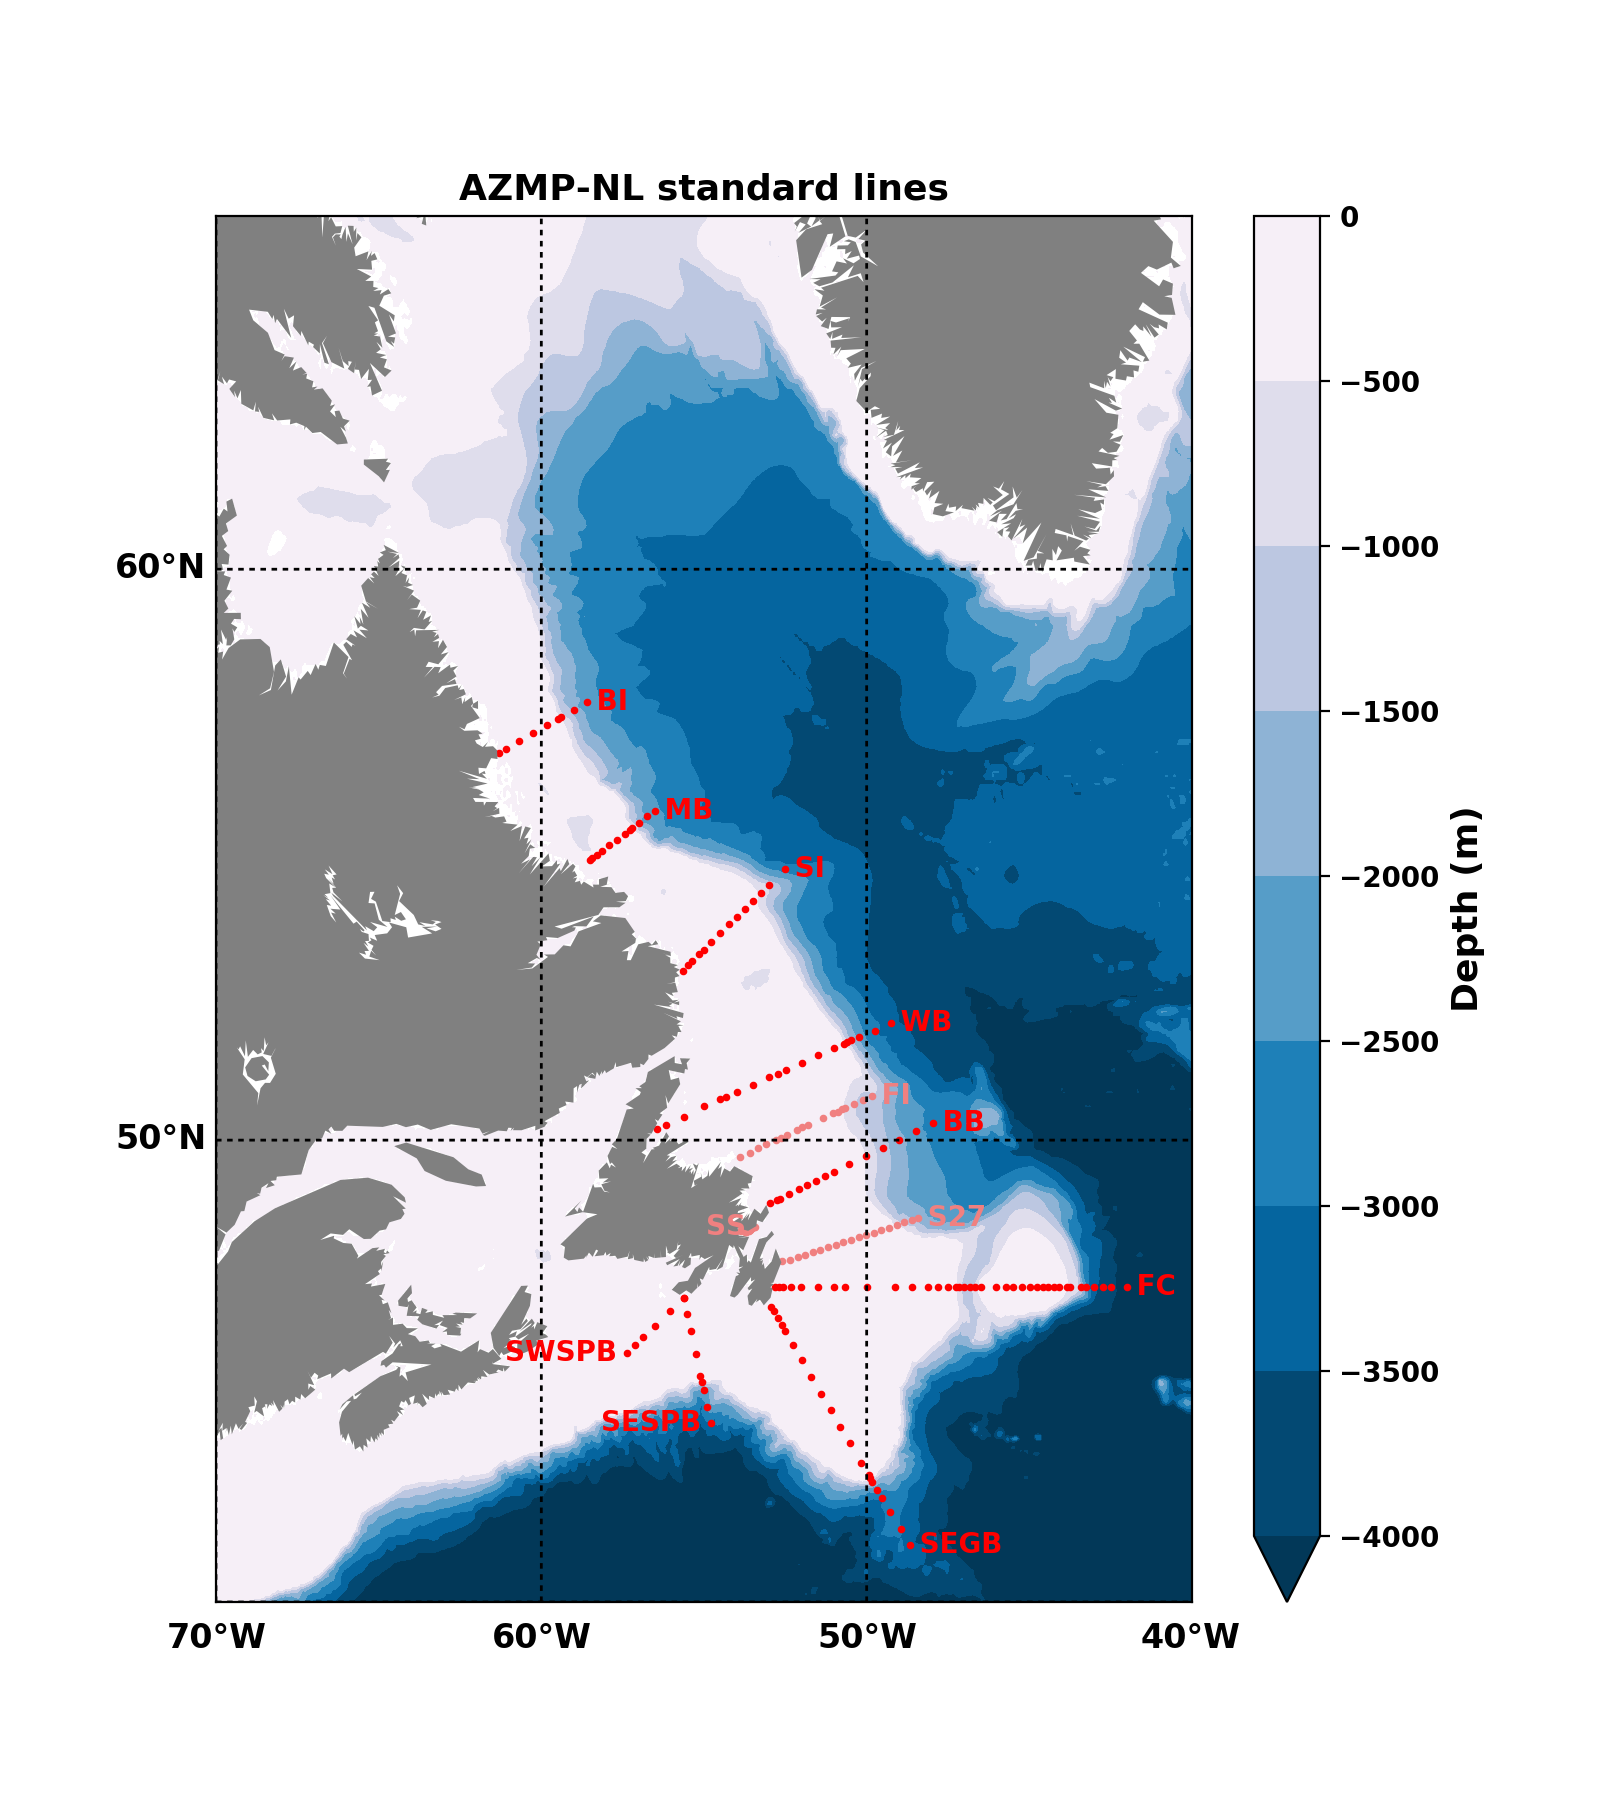 AZMP-NL standard lines
0
−500
−1000
−1500
−2000
−2500
−3000
−3500
−4000
Depth (m)
60°N
50°N
BI
MB
SI
WB
FI
BB
SS
S27
FC
SWSPB
SESPB
SEGB
70°W
60°W
50°W
40°W